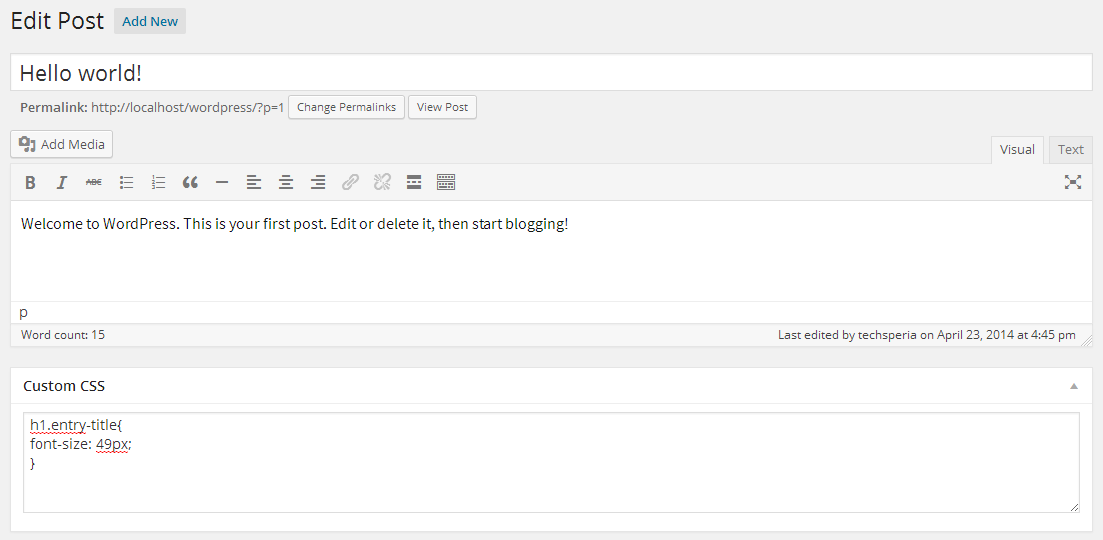 Edit Post Add New
Hello world!
Permalink: http://localhost/wordpress/?p=1 Change Permalinks View Post
Add Media
Visual Text
B I ABC
Welcome to WordPress. This is your first post. Edit or delete it, then start blogging!
p
Word count: 15 Last edited by techsperia on April 23, 2014 at 4:45 pm
Custom CSS
h1.entry-title{
font-size: 49px;
}